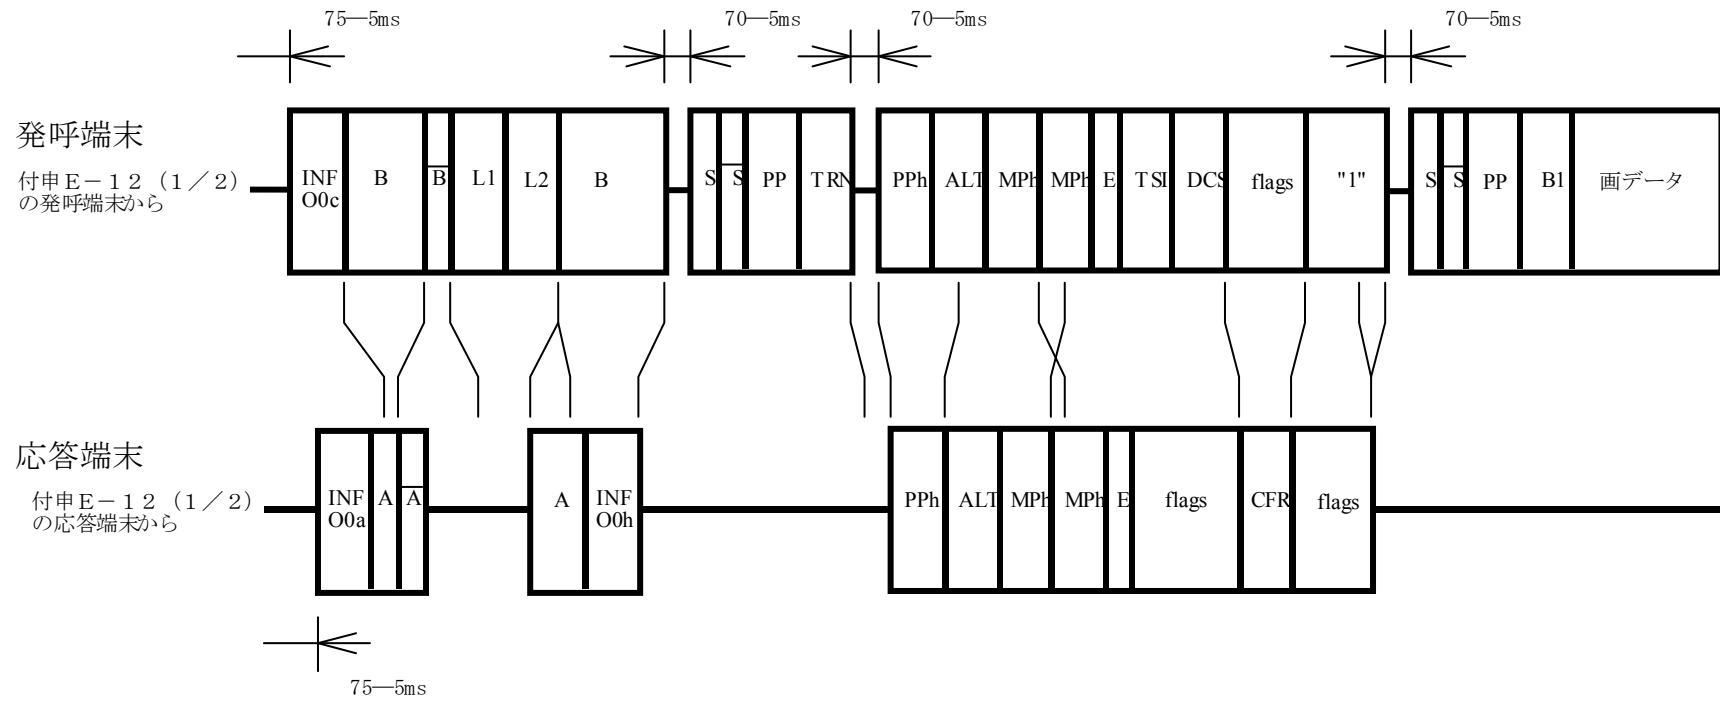 75—5ms
70—5ms
70—5ms
70—5ms
発呼端末
付申E－12（1／2）
の発呼端末から
INF
O0c
B
B̅
L1
L2
B
S
S̅
PP
TRN
PPh
ALT
MPh
MPh
E
TSI
DCS
flags
"1"
S
S̅
PP
B1
画データ
応答端末
付申E－12（1／2）
の応答端末から
INF
O0a
A
A̅
A
INF
O0h
PPh
ALT
MPh
MPh
E
flags
CFR
flags
75—5ms